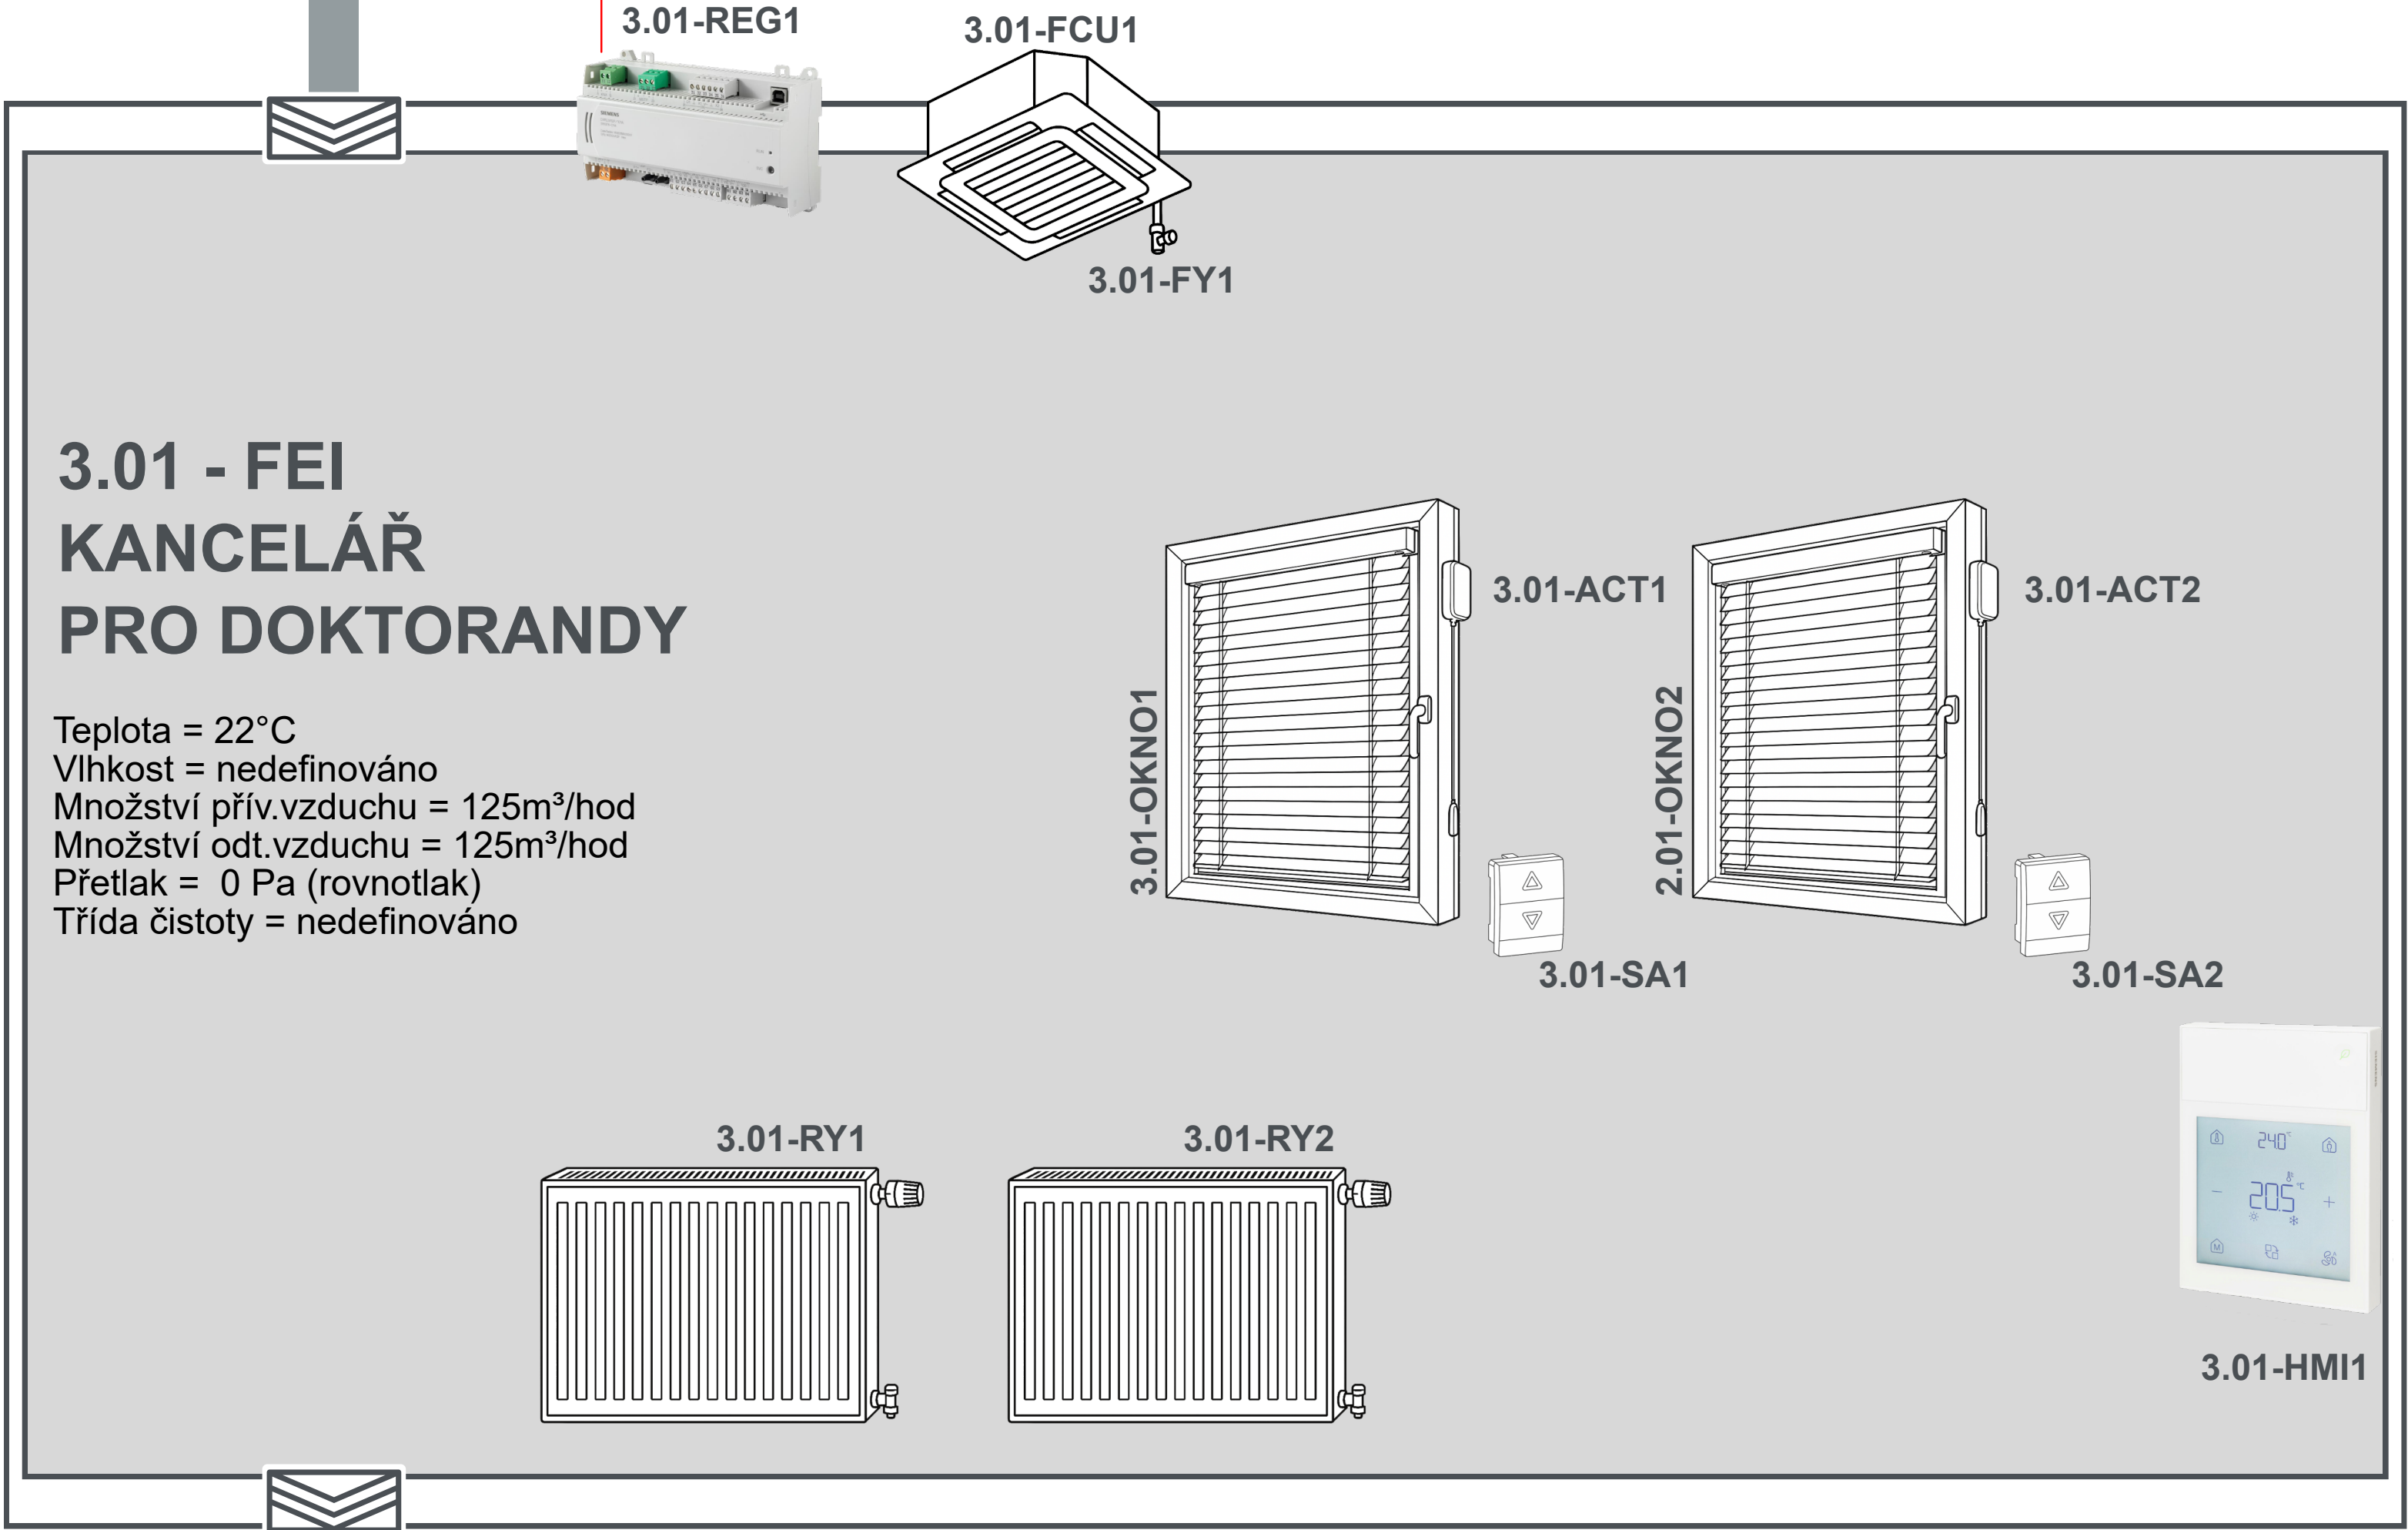 3.01-REG1
3.01-FCU1
SIEMENS
3.01-FY1
3.01 - FEI
KANCELÁŘ
PRO DOKTORANDY
Teplota = 22°C
Vlhkost = nedefinováno
Množství přív.vzduchu = 125m³/hod
Množství odt.vzduchu = 125m³/hod
Přetlak =  0 Pa (rovnotlak)
Třída čistoty = nedefinováno
3.01-OKNO1
3.01-ACT1
2.01-OKNO2
3.01-ACT2
3.01-SA1
3.01-SA2
3.01-RY1
3.01-RY2
24.0 °C
20.5 °C
M
3.01-HMI1